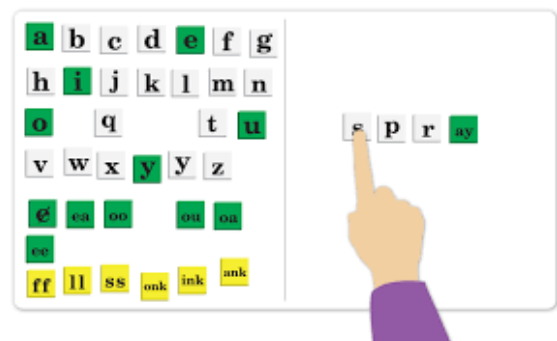 a b c d e f g
h i j k l m n
o q t u
v w x y y z
e ea oo ou oa
ee
ff ll ss onk ink ank
s p r ay